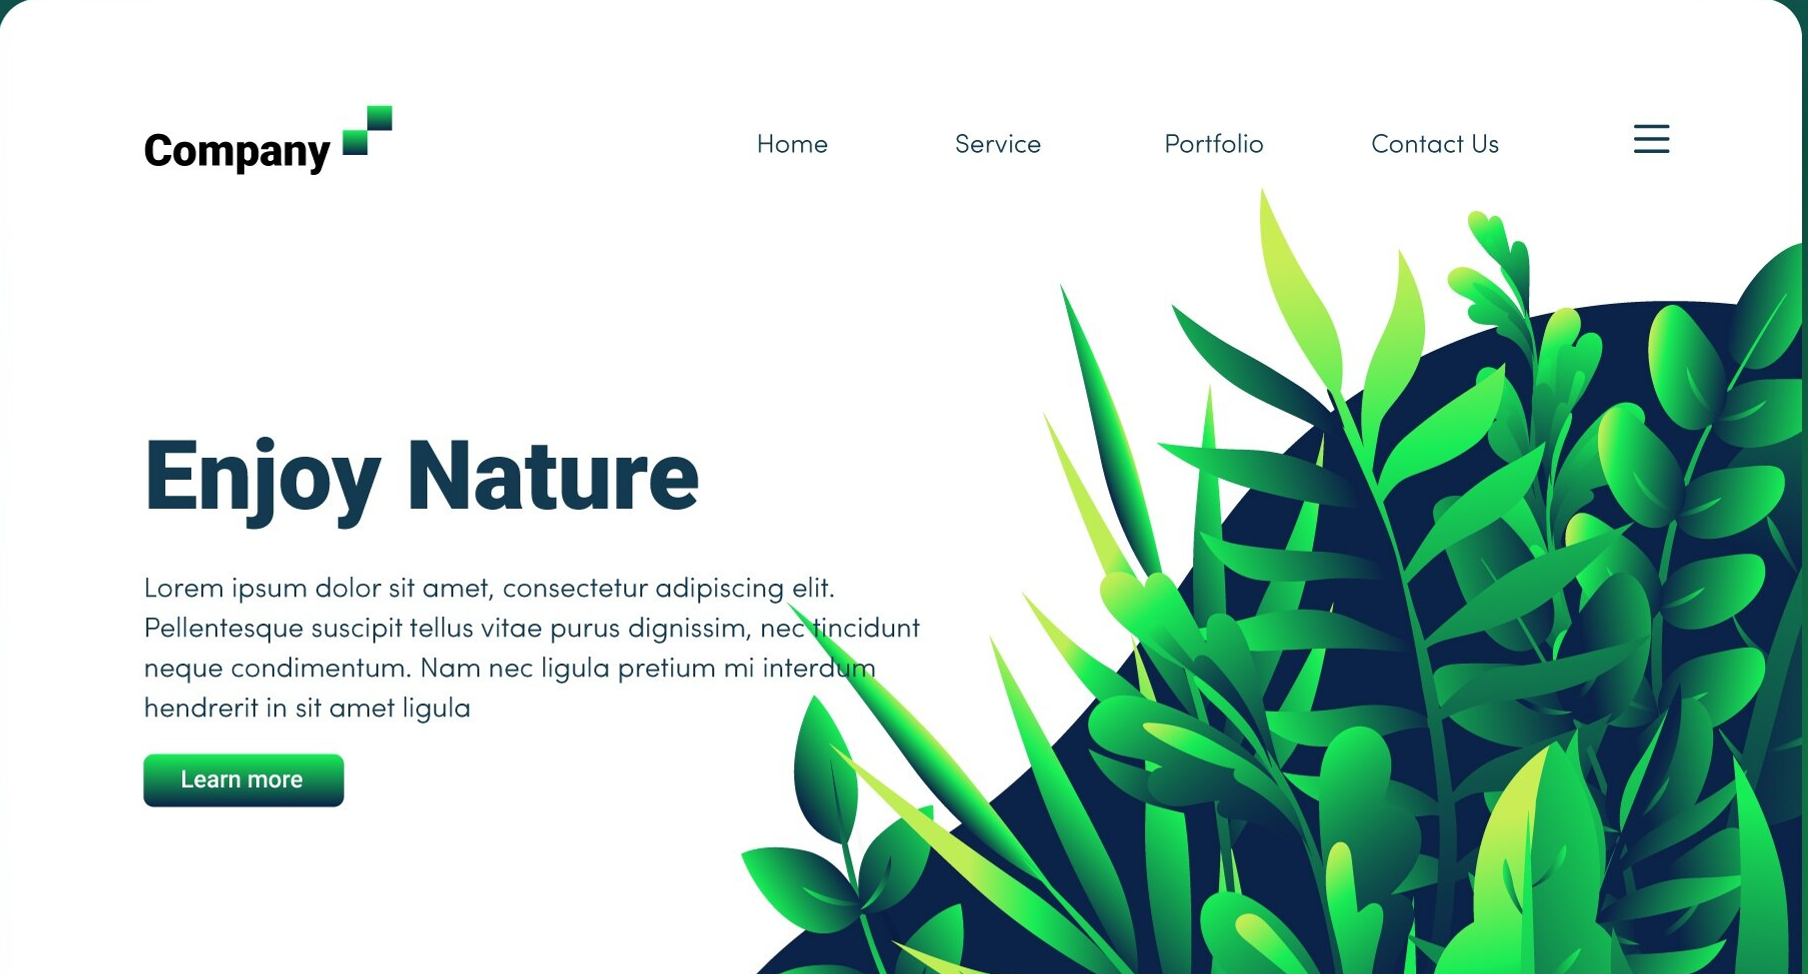 Company
Home Service Portfolio Contact Us
Enjoy Nature
Lorem ipsum dolor sit amet, consectetur adipiscing elit.
Pellentesque suscipit tellus vitae purus dignissim, nec tincidunt
neque condimentum. Nam nec ligula pretium mi interdum
hendrerit in sit amet ligula
Learn more